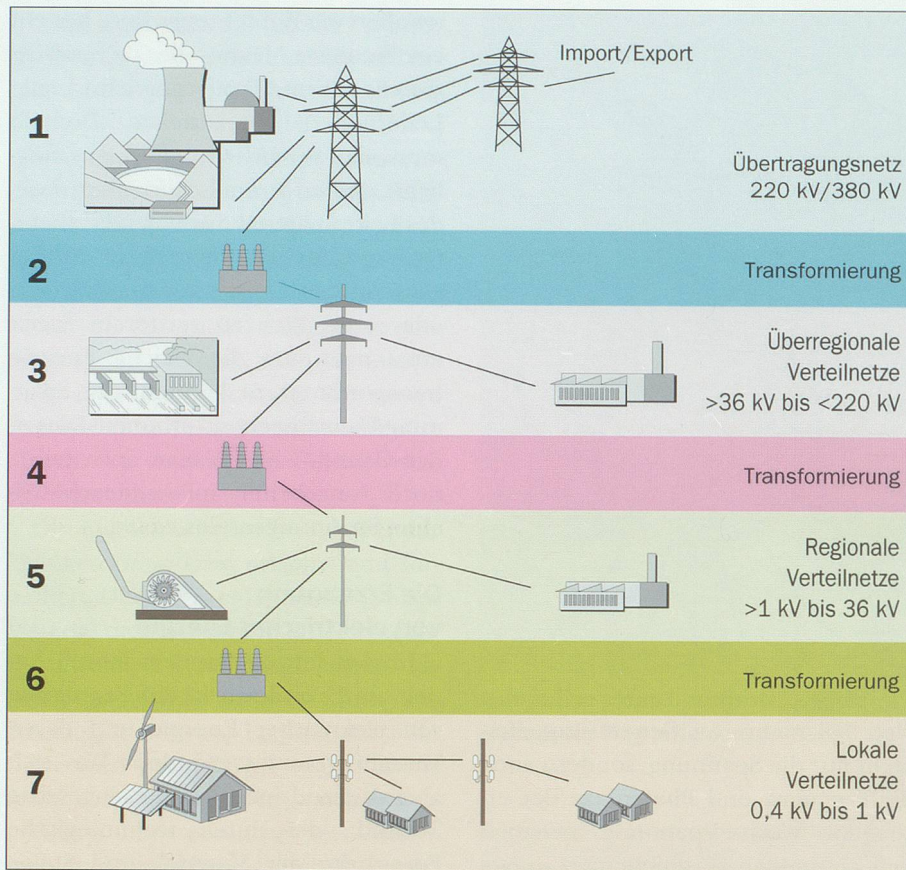 1
Import/Export
Übertragungsnetz
220 kV/380 kV
2
Transformierung
3
Überregionale
Verteilnetze
>36 kV bis <220 kV
4
Transformierung
5
Regionale
Verteilnetze
>1 kV bis 36 kV
6
Transformierung
7
Lokale
Verteilnetze
0,4 kV bis 1 kV